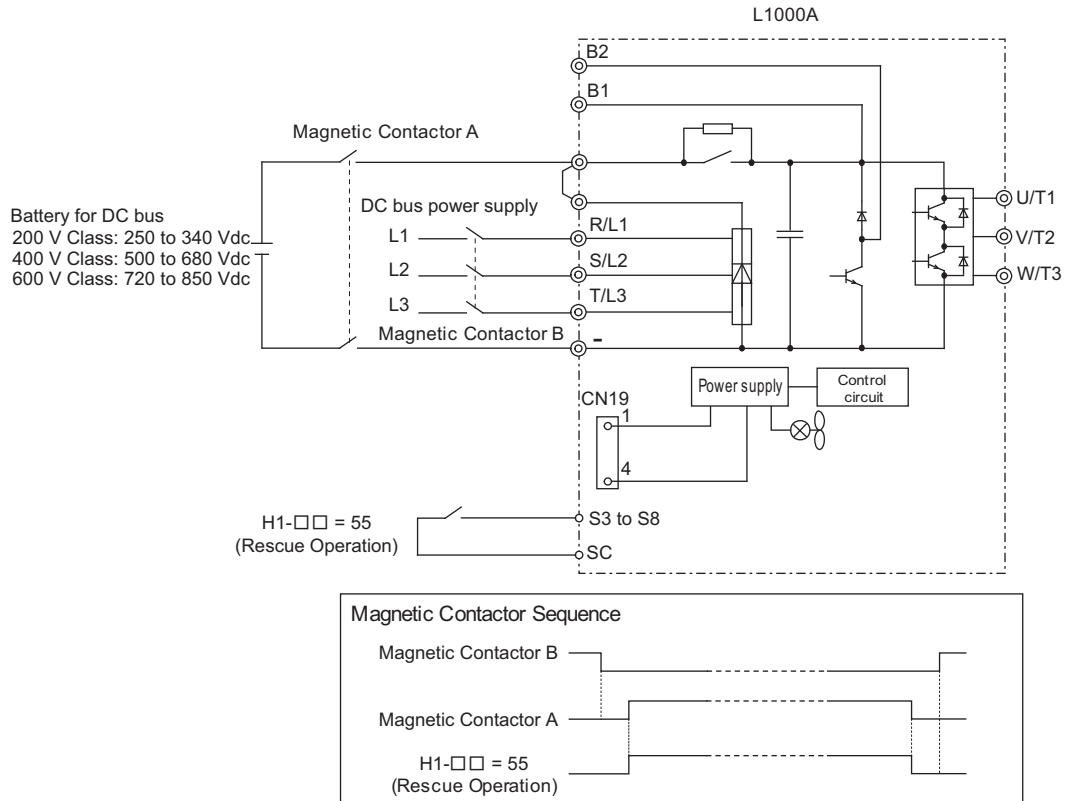 L1000A
B2
B1
Magnetic Contactor A
Battery for DC bus
200 V Class: 250 to 340 Vdc
400 V Class: 500 to 680 Vdc
600 V Class: 720 to 850 Vdc
DC bus power supply
L1
R/L1
L2
S/L2
L3
T/L3
Magnetic Contactor B
-
U/T1
V/T2
W/T3
Power supply
Control
circuit
CN19
1
4
H1-□□ = 55
(Rescue Operation)
S3 to S8
SC
Magnetic Contactor Sequence
Magnetic Contactor B
Magnetic Contactor A
H1-□□ = 55
(Rescue Operation)